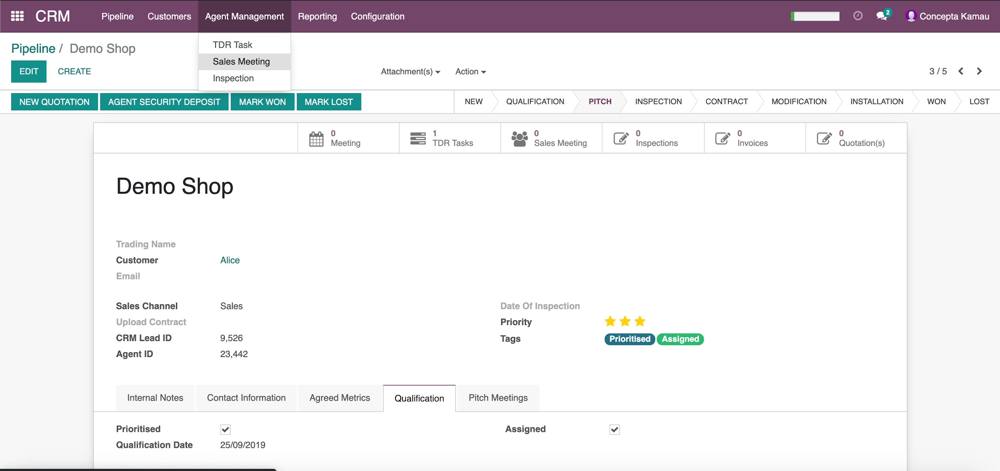 CRM Pipeline Customers Agent Management Reporting Configuration 2 Concepta Kamau
TDR Task
Sales Meeting
Inspection
Pipeline / Demo Shop
EDIT CREATE Attachment(s) Action 3 / 5
NEW QUOTATION AGENT SECURITY DEPOSIT MARK WON MARK LOST NEW QUALIFICATION PITCH INSPECTION CONTRACT MODIFICATION INSTALLATION WON LOST
0 1 0 0 0 0
Meeting TDR Tasks Sales Meeting Inspections Invoices Quotation(s)
Demo Shop
Trading Name
Customer Alice
Email
Sales Channel Sales Date Of Inspection
Upload Contract Priority
CRM Lead ID 9,526 Tags Prioritised Assigned
Agent ID 23,442
Internal Notes Contact Information Agreed Metrics Qualification Pitch Meetings
Prioritised Assigned
Qualification Date 25/09/2019